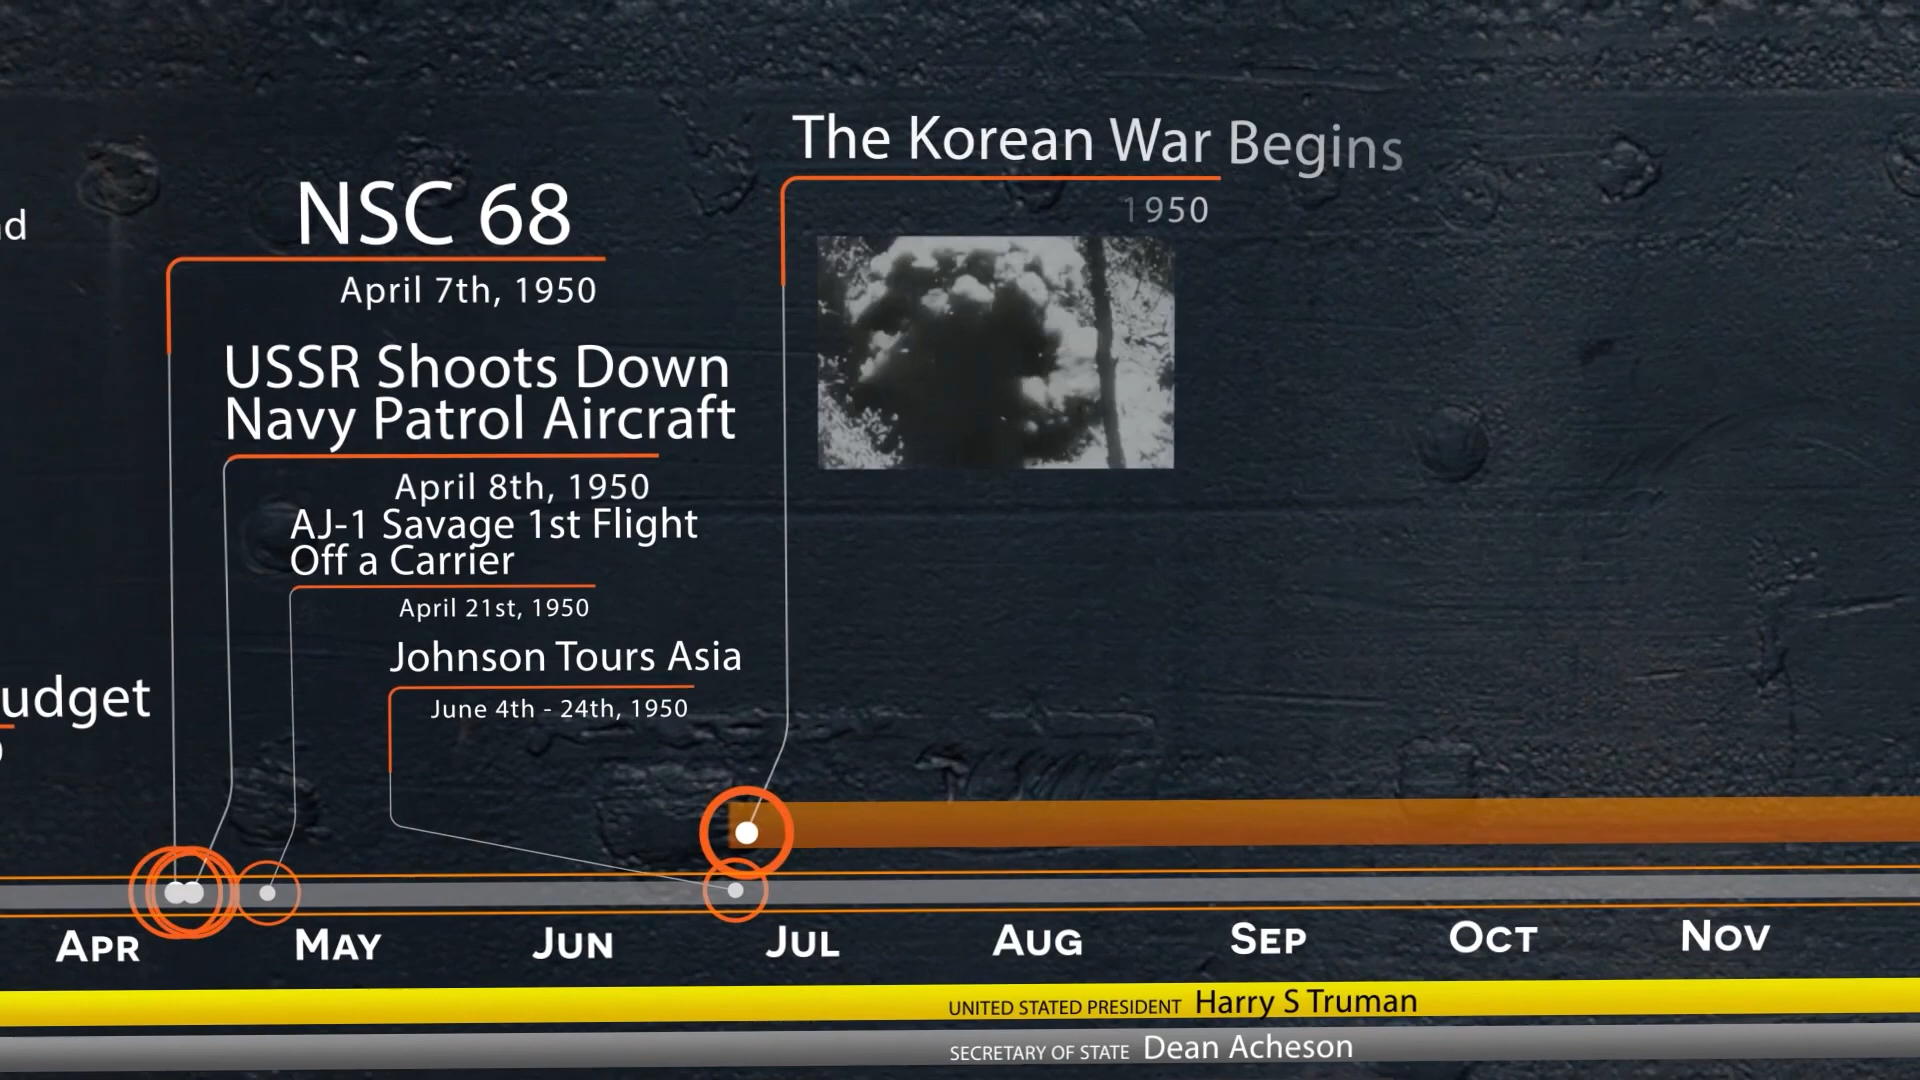 The Korean War Begins
1950
NSC 68
April 7th, 1950
USSR Shoots Down
Navy Patrol Aircraft
April 8th, 1950
AJ-1 Savage 1st Flight
Off a Carrier
April 21st, 1950
Johnson Tours Asia
June 4th - 24th, 1950
udget
APR MAY JUN JUL AUG SEP OCT NOV
UNITED STATED PRESIDENT Harry S Truman
SECRETARY OF STATE Dean Acheson